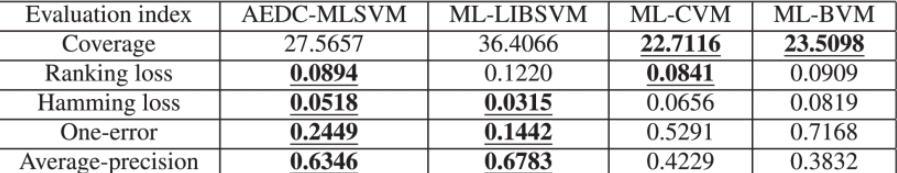 Evaluation index AEDC-MLSVM ML-LIBSVM ML-CVM ML-BVM
Coverage 27.5657 36.4066 22.7116 23.5098
Ranking loss 0.0894 0.1220 0.0841 0.0909
Hamming loss 0.0518 0.0315 0.0656 0.0819
One-error 0.2449 0.1442 0.5291 0.7168
Average-precision 0.6346 0.6783 0.4229 0.3832